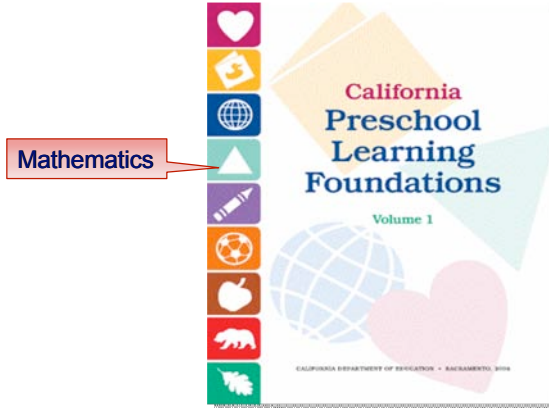 Mathematics
California
Preschool
Learning
Foundations
Volume 1
CALIFORNIA DEPARTMENT OF EDUCATION • SACRAMENTO, 2008